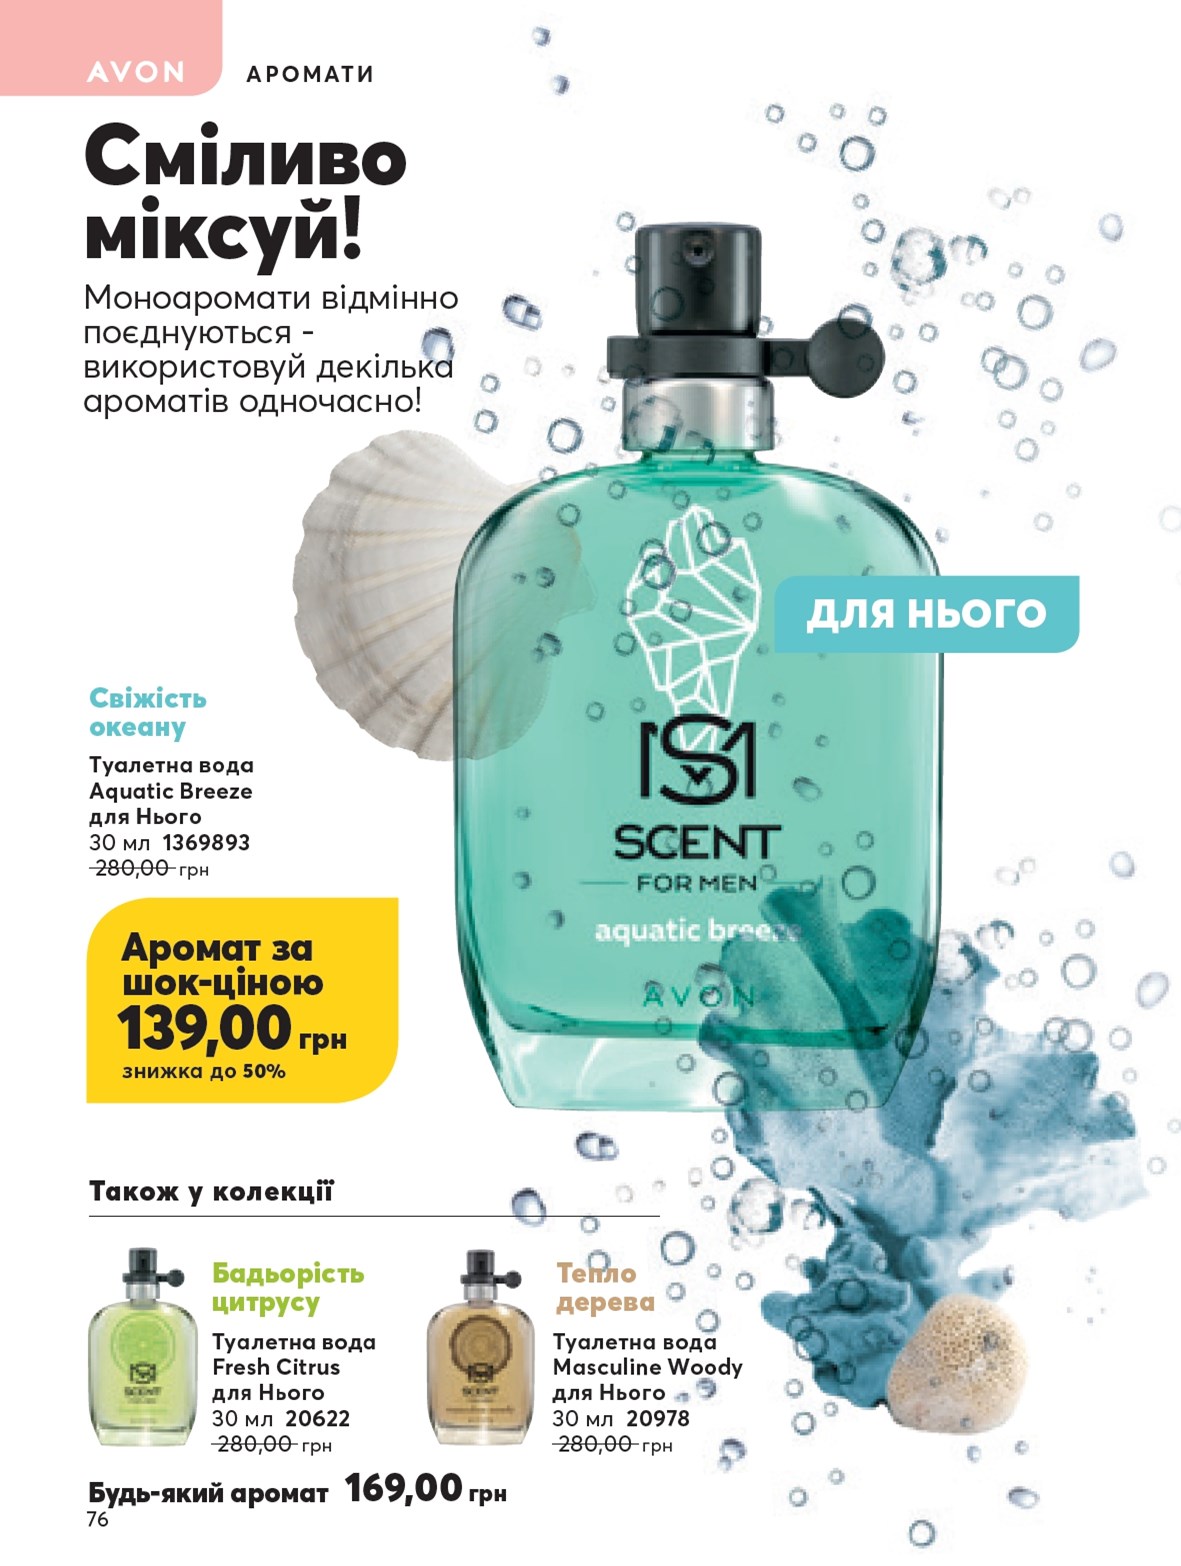 AVON
АРОМАТИ
Сміливо
міксуй!
Моноаромати відмінно
поєднуються -
використовуй декілька
ароматів одночасно!
ДЛЯ НЬОГО
Свіжість
океану
Туалетна вода
Aquatic Breeze
для Нього
30 мл 1369893
280,00 грн
Аромат за
шок-ціною
139,00 грн
знижка до 50%
SM
SCENT
FOR MEN
aquatic breeze
AVON
Також у колекції
SCENT
Бадьорість
цитрусу
Туалетна вода
Fresh Citrus
для Нього
30 мл 20622
280,00 грн
SCENT
Тепло
дерева
Туалетна вода
Masculine Woody
для Нього
30 мл 20978
280,00 грн
Будь-який аромат 169,00 грн
76